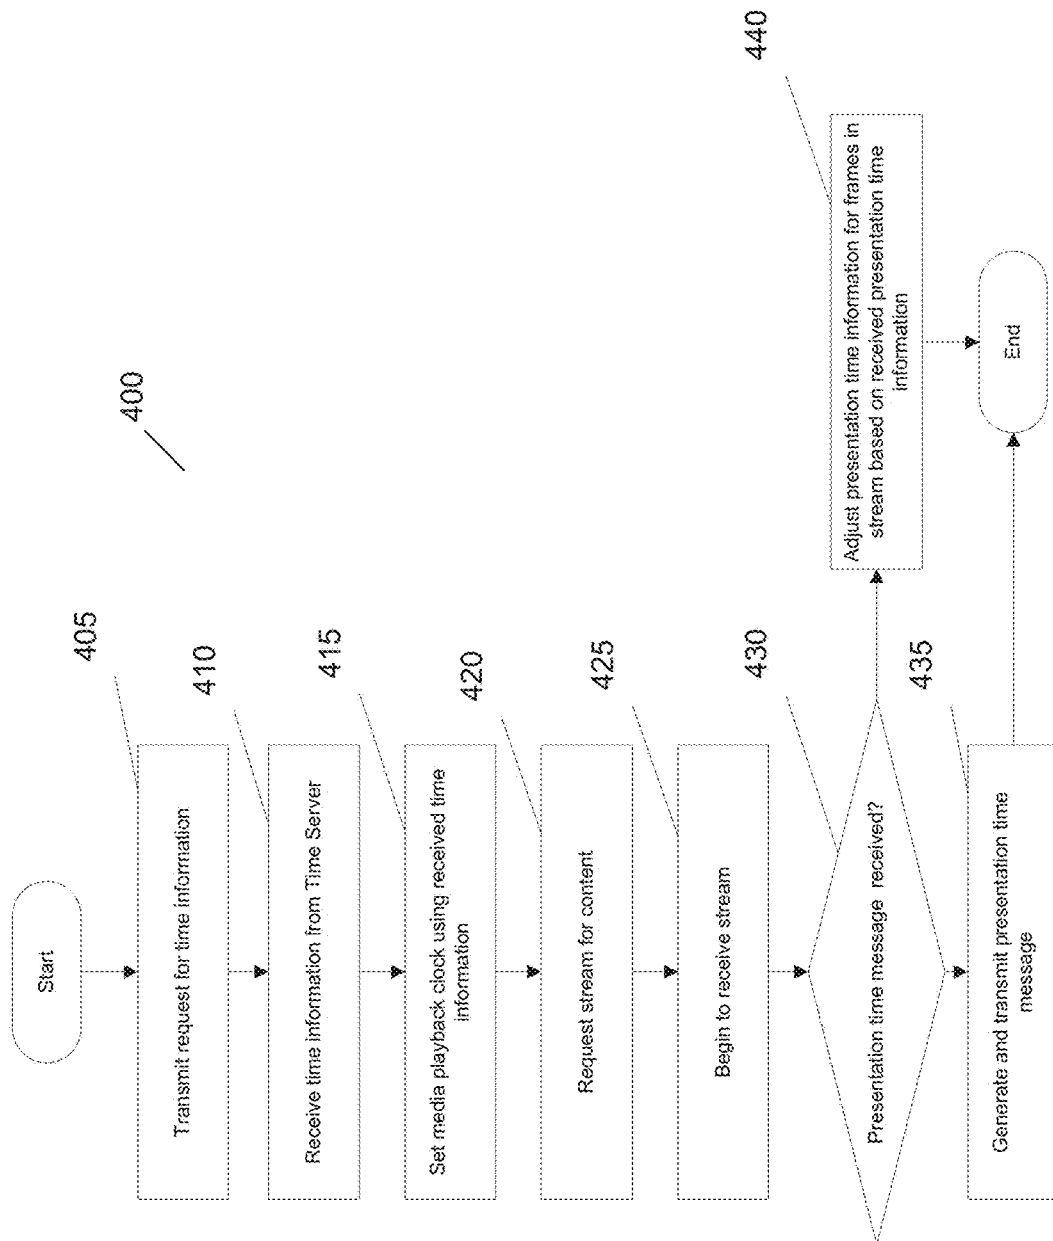 400
Start
405
Transmit request for time information
410
Receive time information from Time Server
415
Set media playback clock using received time
information
420
Request stream for content
425
Begin to receive stream
430
Presentation time message received?
435
Generate and transmit presentation time
message
440
Adjust presentation time information for frames in
stream based on received presentation time
information
End